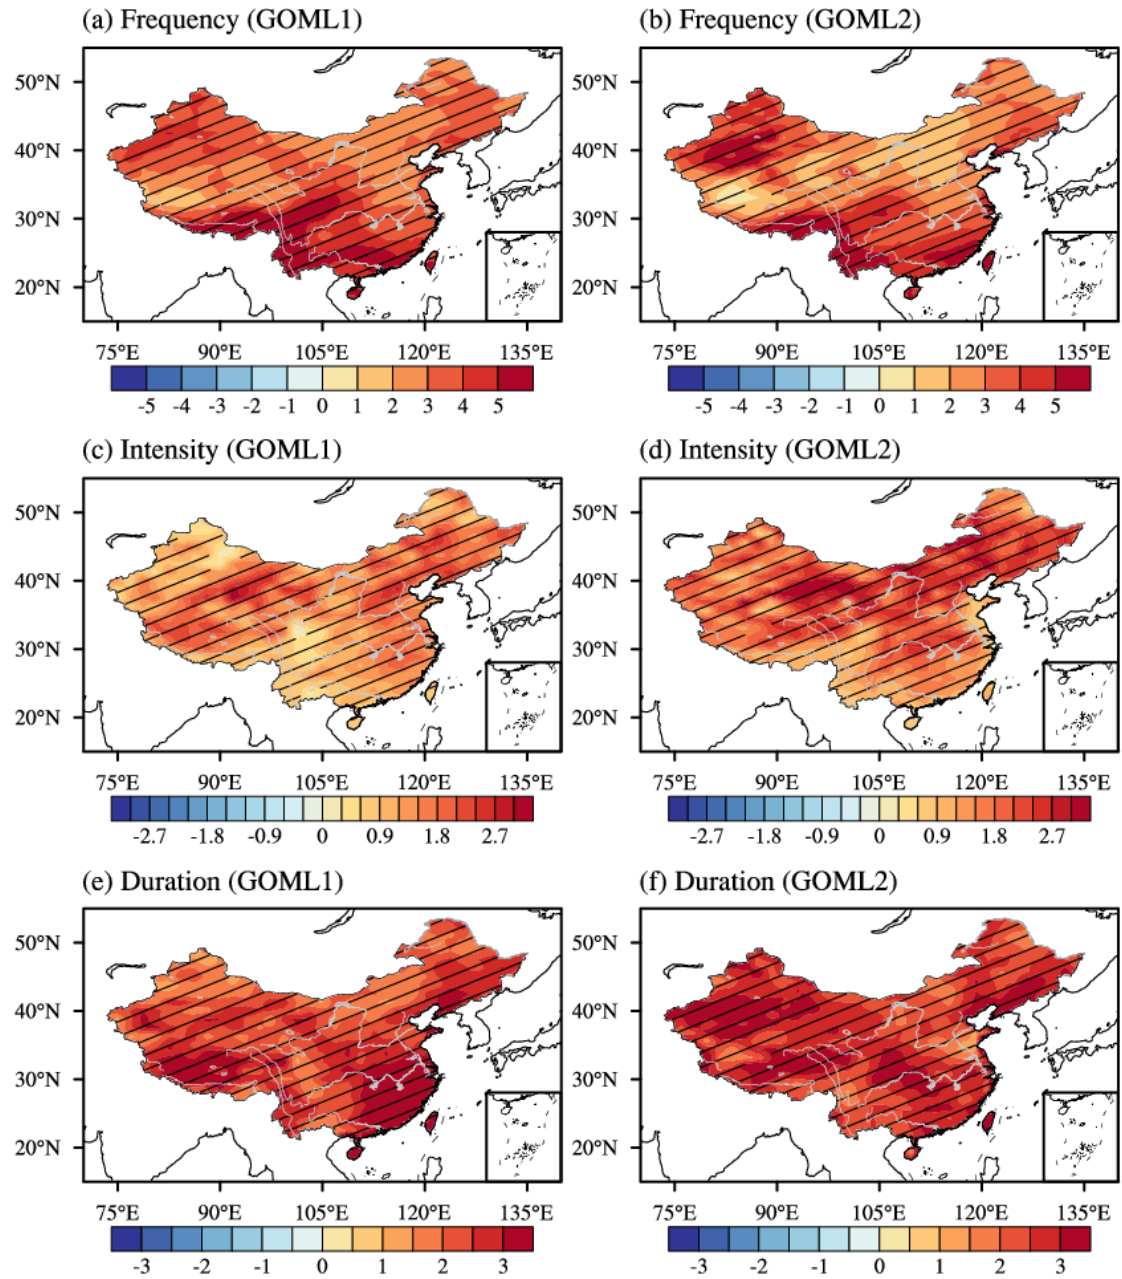 (a) Frequency (GOML1)
(b) Frequency (GOML2)
50°N
40°N
30°N
20°N
50°N
40°N
30°N
20°N
75°E 90°E 105°E 120°E 135°E
75°E 90°E 105°E 120°E 135°E
-5 -4 -3 -2 -1 0 1 2 3 4 5
-5 -4 -3 -2 -1 0 1 2 3 4 5
(c) Intensity (GOML1)
(d) Intensity (GOML2)
50°N
40°N
30°N
20°N
50°N
40°N
30°N
20°N
75°E 90°E 105°E 120°E 135°E
75°E 90°E 105°E 120°E 135°E
-2.7 -1.8 -0.9 0 0.9 1.8 2.7
-2.7 -1.8 -0.9 0 0.9 1.8 2.7
(e) Duration (GOML1)
(f) Duration (GOML2)
50°N
40°N
30°N
20°N
50°N
40°N
30°N
20°N
75°E 90°E 105°E 120°E 135°E
75°E 90°E 105°E 120°E 135°E
-3 -2 -1 0 1 2 3
-3 -2 -1 0 1 2 3